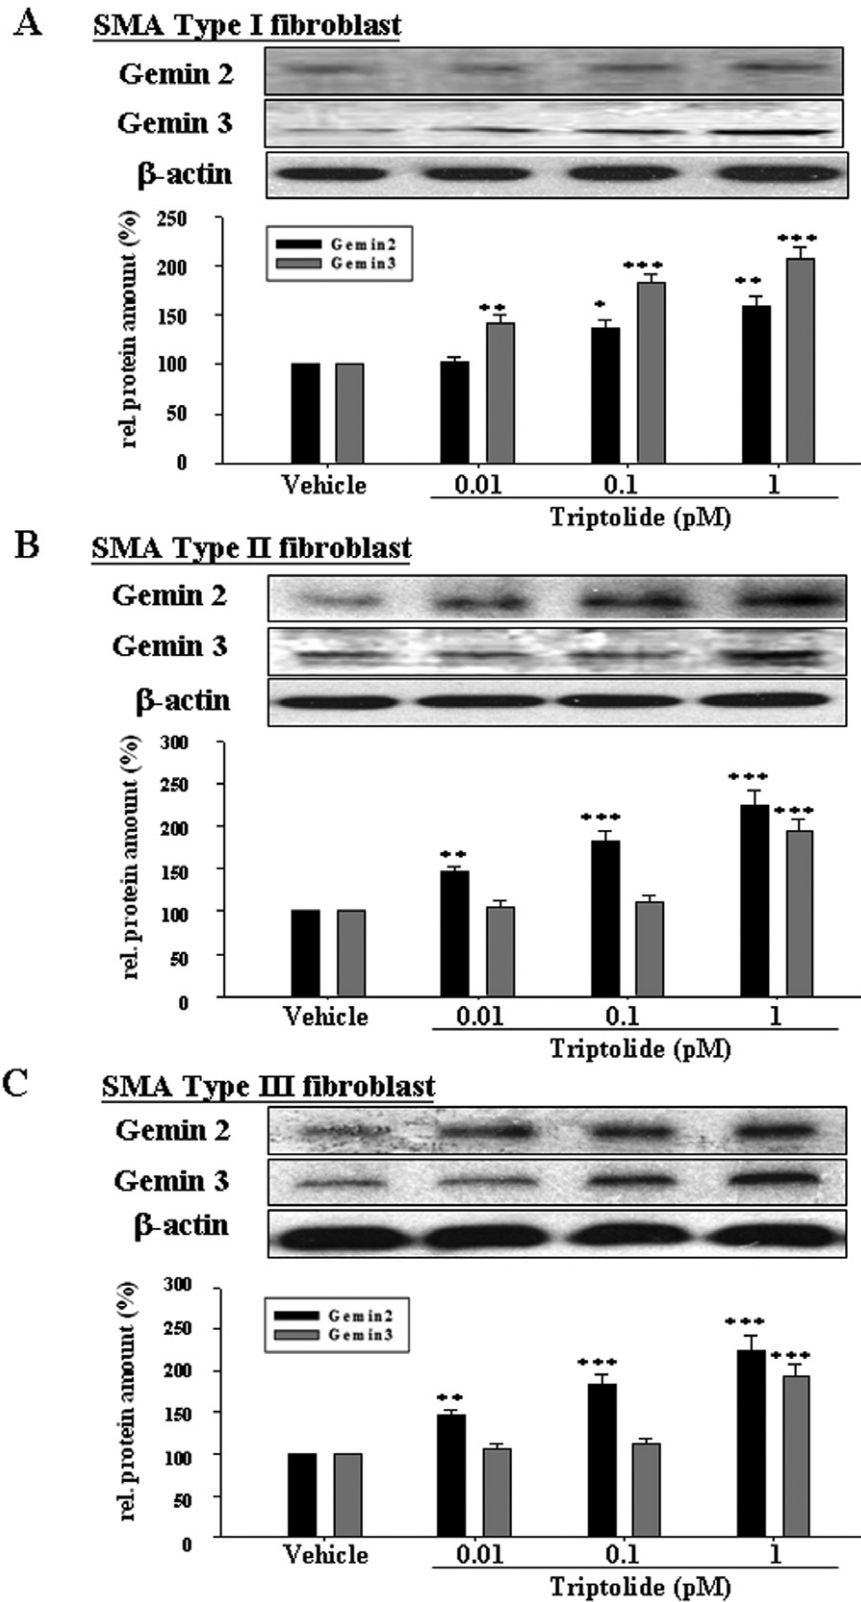 A SMA Type I fibroblast
Gemin 2
Gemin 3
β-actin
rel. protein amount (%)
250
200
150
100
50
0
Gemin2
Gemin3
**
*
***
**
***
Vehicle 0.01 0.1 1
Triptolide (pM)
B SMA Type II fibroblast
Gemin 2
Gemin 3
β-actin
rel. protein amount (%)
300
250
200
150
100
50
0
**
***
***
***
Vehicle 0.01 0.1 1
Triptolide (pM)
C SMA Type III fibroblast
Gemin 2
Gemin 3
β-actin
rel. protein amount (%)
300
250
200
150
100
50
0
Gemin2
Gemin3
**
***
***
***
Vehicle 0.01 0.1 1
Triptolide (pM)